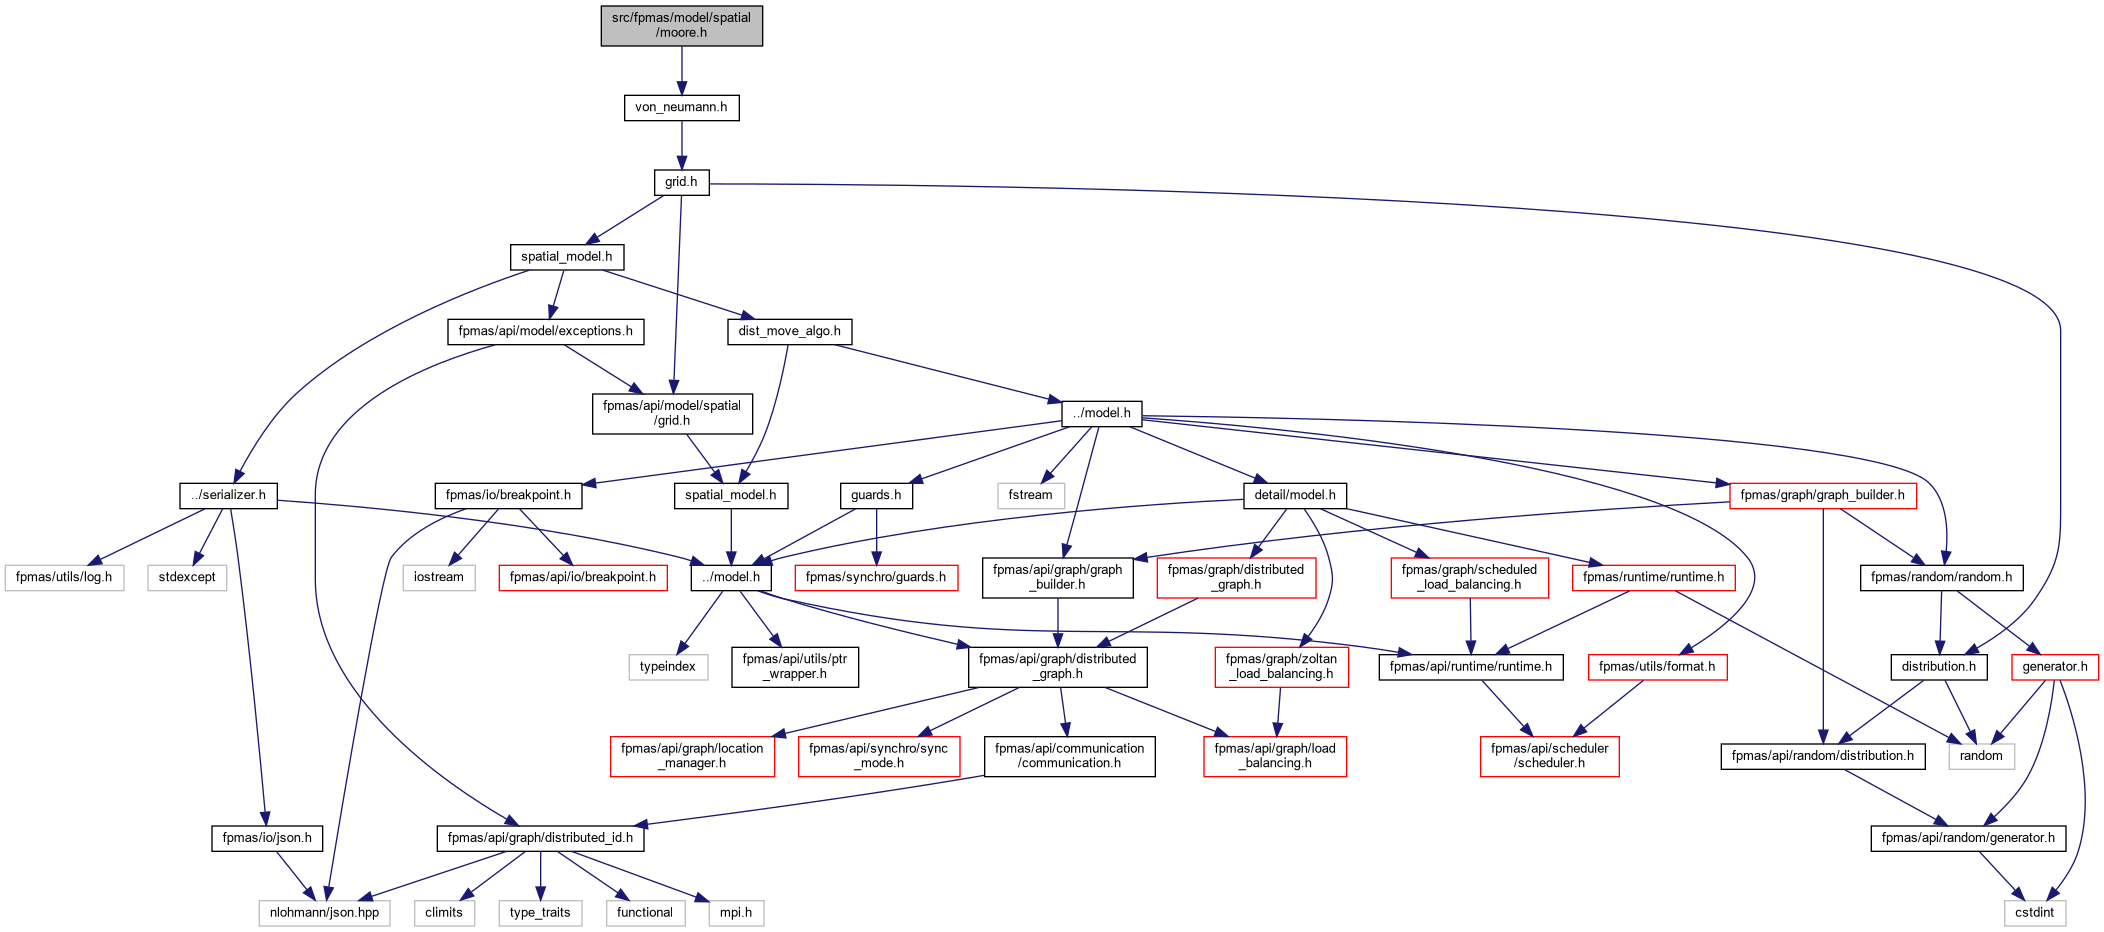 src/fpmas/model/spatial
/moore.h
von_neumann.h
grid.h
spatial_model.h
fpmas/api/model/exceptions.h
dist_move_algo.h
fpmas/api/model/spatial
/grid.h
../model.h
../serializer.h
fpmas/io/breakpoint.h
spatial_model.h
guards.h
fstream
detail/model.h
fpmas/graph/graph_builder.h
fpmas/utils/log.h
stdexcept
iostream
fpmas/api/io/breakpoint.h
../model.h
fpmas/synchro/guards.h
fpmas/api/graph/graph
_builder.h
fpmas/graph/distributed
_graph.h
fpmas/graph/scheduled
_load_balancing.h
fpmas/runtime/runtime.h
fpmas/random/random.h
typeindex
fpmas/api/utils/ptr
_wrapper.h
fpmas/api/graph/distributed
_graph.h
fpmas/graph/zoltan
_load_balancing.h
fpmas/api/runtime/runtime.h
fpmas/utils/format.h
distribution.h
generator.h
fpmas/api/graph/location
_manager.h
fpmas/api/synchro/sync
_mode.h
fpmas/api/communication
/communication.h
fpmas/api/graph/load
_balancing.h
fpmas/api/scheduler
/scheduler.h
fpmas/api/random/distribution.h
random
fpmas/io/json.h
fpmas/api/graph/distributed_id.h
fpmas/api/random/generator.h
nlohmann/json.hpp
climits
type_traits
functional
mpi.h
cstdint